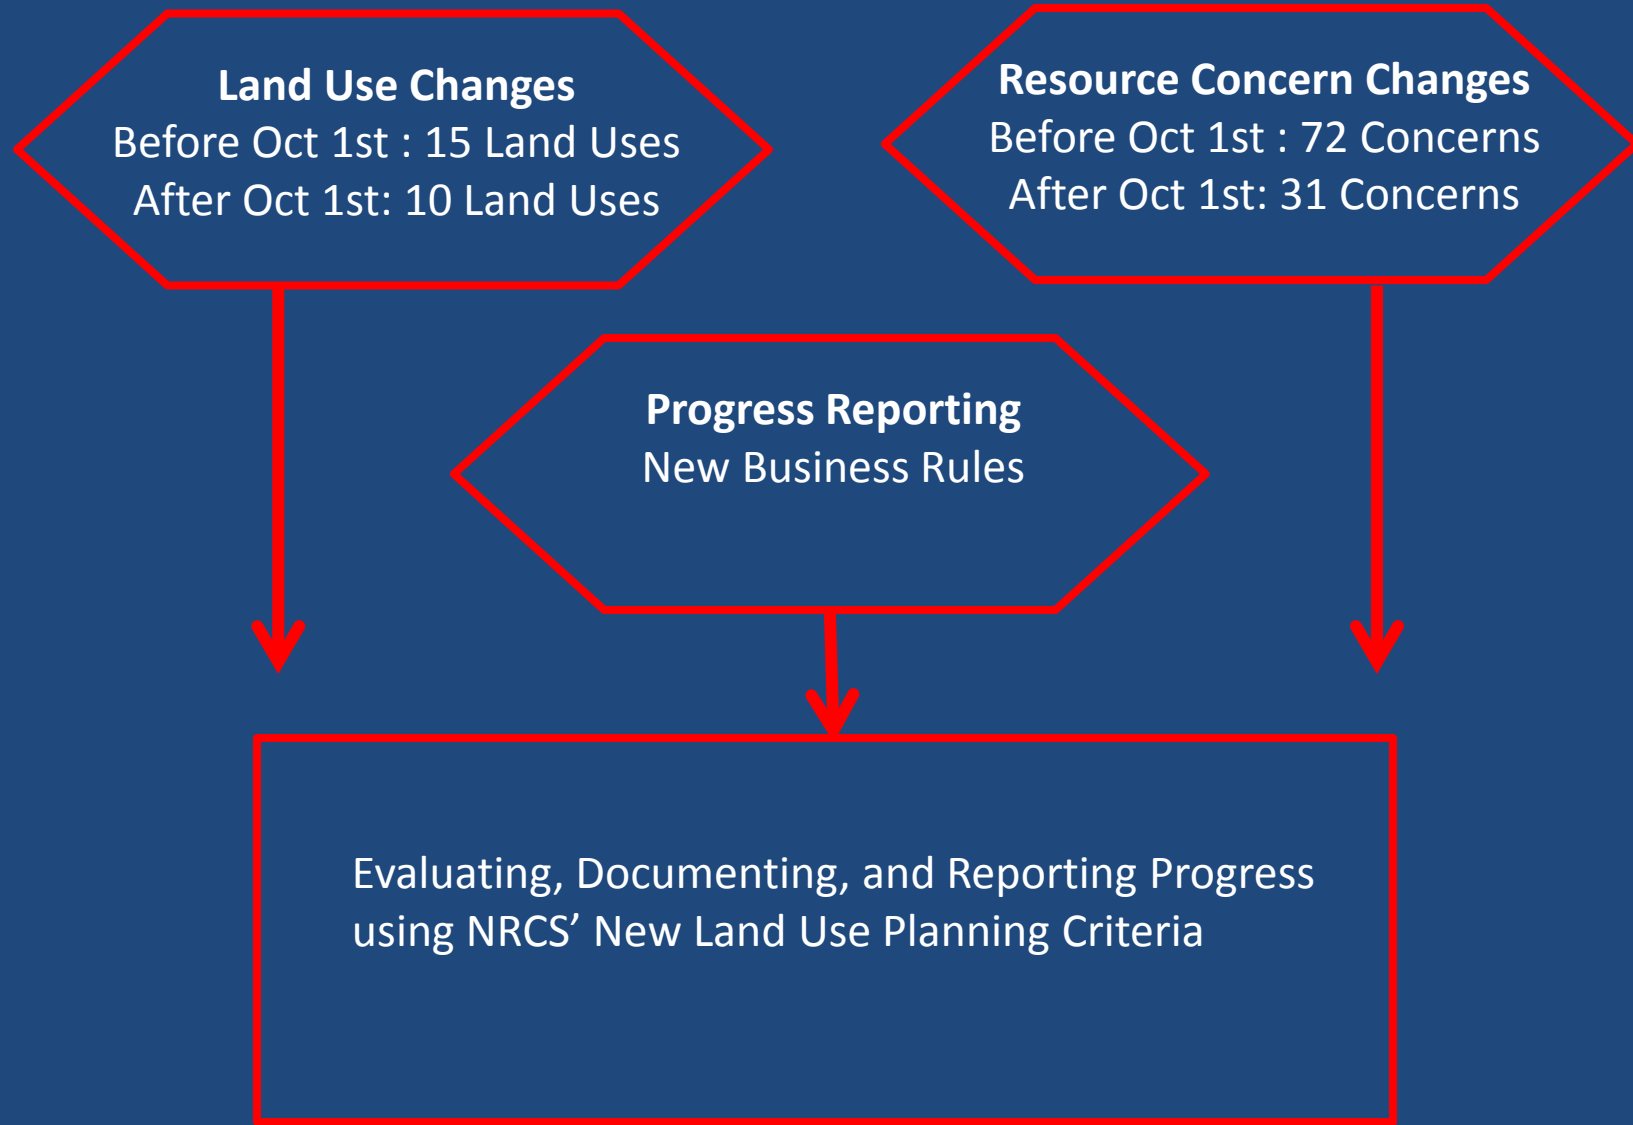 Land Use Changes
Before Oct 1st : 15 Land Uses
After Oct 1st: 10 Land Uses
Resource Concern Changes
Before Oct 1st : 72 Concerns
After Oct 1st: 31 Concerns
Progress Reporting
New Business Rules
Evaluating, Documenting, and Reporting Progress
using NRCS’ New Land Use Planning Criteria